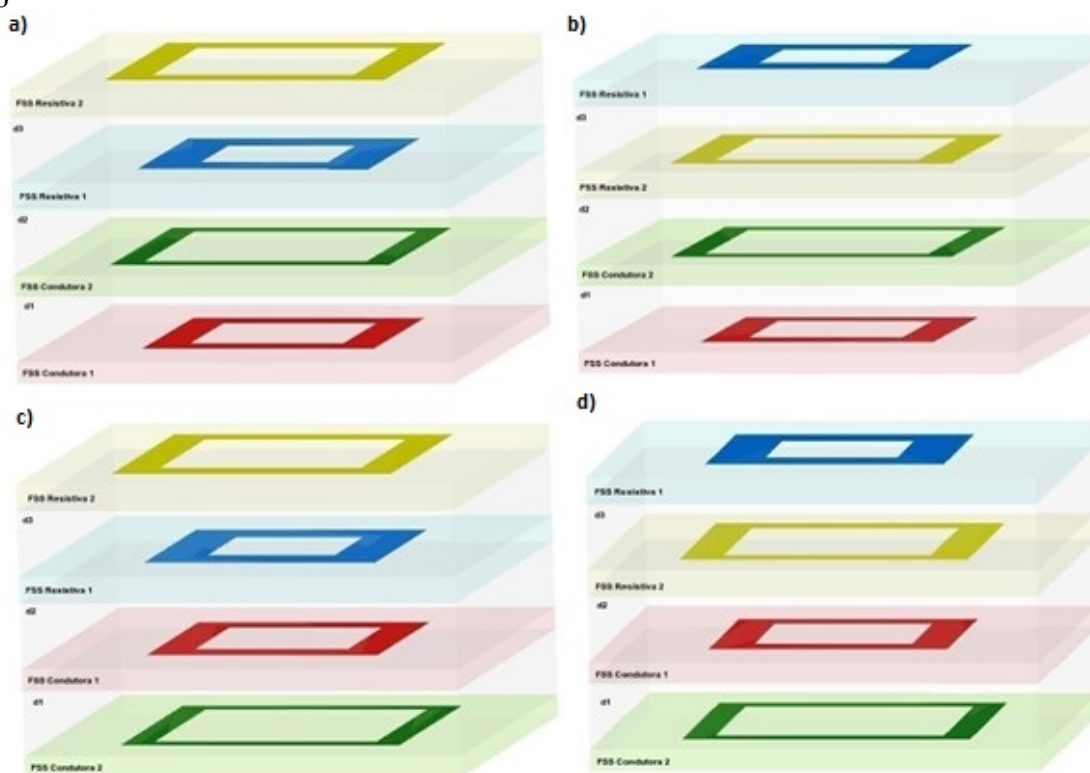 a)
FSS Resistiva 2
d3
FSS Resistiva 1
d2
FSS Condutora 2
d1
FSS Condutora 1
b)
FSS Resistiva 1
d3
FSS Resistiva 2
d2
FSS Condutora 2
d1
FSS Condutora 1
c)
FSS Resistiva 2
d3
FSS Resistiva 1
d2
FSS Condutora 1
d1
FSS Condutora 2
d)
FSS Resistiva 1
d3
FSS Resistiva 2
d2
FSS Condutora 1
d1
FSS Condutora 2